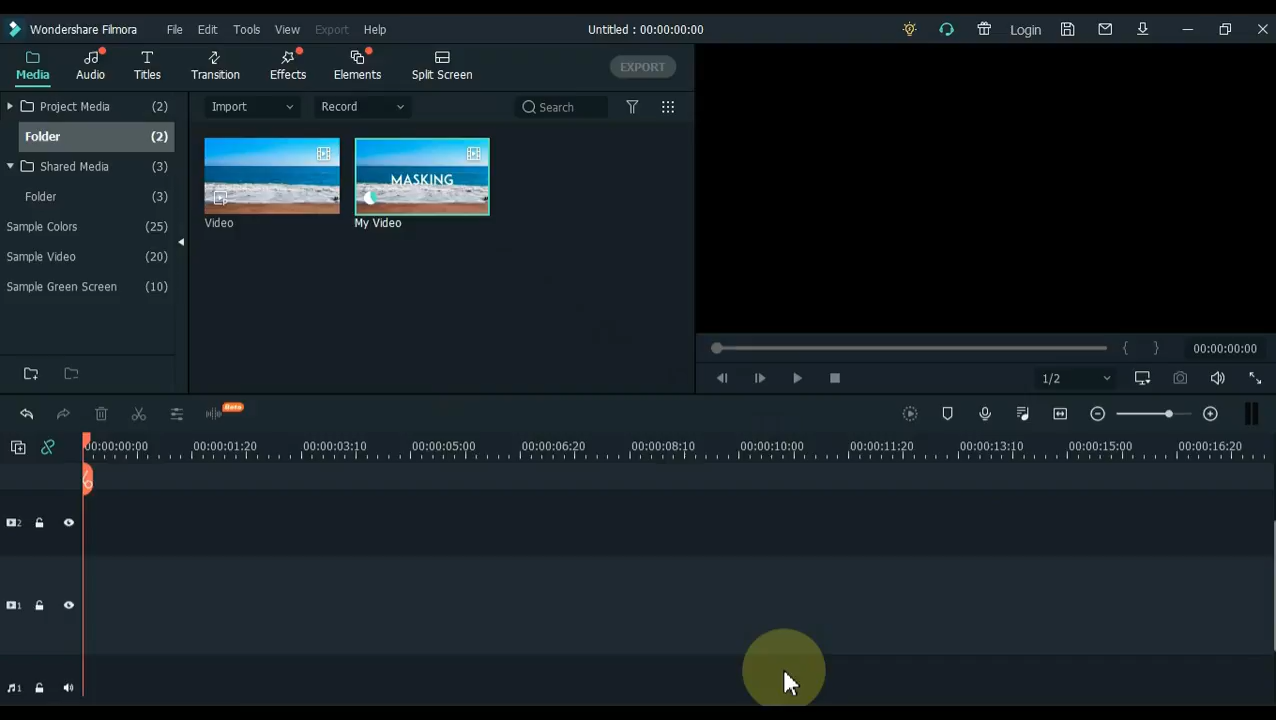 Wondershare Filmora File Edit Tools View Export Help Untitled : 00:00:00:00 Login
Media Audio Titles Transition Effects Elements Split Screen EXPORT
Project Media (2) Import Record Search
Folder (2)
Shared Media (3)
Folder (3)
Sample Colors (25)
Sample Video (20)
Sample Green Screen (10)
MASKING
Video My Video
{ } 00:00:00:00
1/2
Beta
00:00:00:00 00:00:01:20 00:00:03:10 00:00:05:00 00:00:06:20 00:00:08:10 00:00:10:00 00:00:11:20 00:00:13:10 00:00:15:00 00:00:16:20
2
1
1